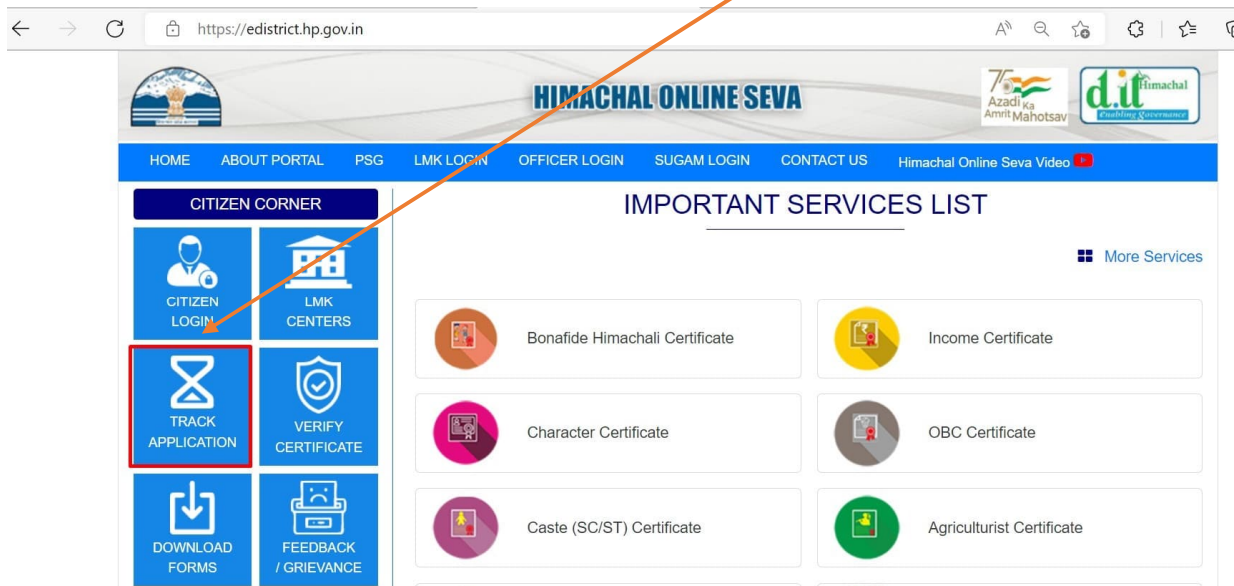 https://edistrict.hp.gov.in
HIMACHAL ONLINE SEVA
75
Azadi Ka
Amrit Mahotsav
d.it Himachal
Enabling Governance
HOME ABOUT PORTAL PSG LMK LOGIN OFFICER LOGIN SUGAM LOGIN CONTACT US Himachal Online Seva Video
CITIZEN CORNER
CITIZEN
LOGIN
LMK
CENTERS
TRACK
APPLICATION
VERIFY
CERTIFICATE
DOWNLOAD
FORMS
FEEDBACK
/ GRIEVANCE
IMPORTANT SERVICES LIST
More Services
Bonafide Himachali Certificate
Income Certificate
Character Certificate
OBC Certificate
Caste (SC/ST) Certificate
Agriculturist Certificate